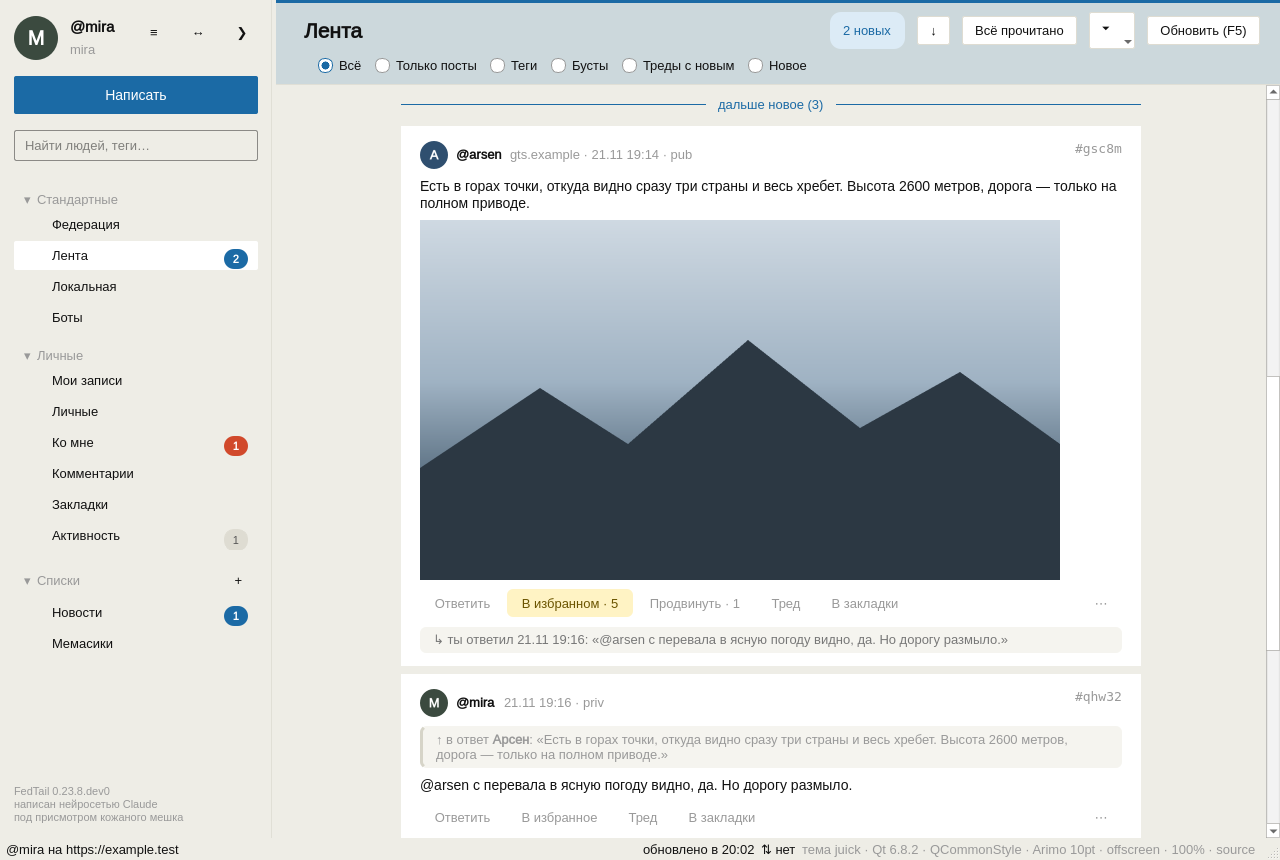 M
@mira
mira
≡ ↔ ❯
Написать
Найти людей, теги…
▾ Стандартные
Федерация
Лента 2
Локальная
Боты
▾ Личные
Мои записи
Личные
Ко мне 1
Комментарии
Закладки
Активность 1
▾ Списки +
Новости 1
Мемасики
FedTail 0.23.8.dev0
написан нейросетью Claude
под присмотром кожаного мешка
Лента
2 новых ↓ Всё прочитано Обновить (F5)
Всё Только посты Теги Бусты Треды с новым Новое
дальше новое (3)
A @arsen gts.example · 21.11 19:14 · pub #gsc8m
Есть в горах точки, откуда видно сразу три страны и весь хребет. Высота 2600 метров, дорога — только на
полном приводе.
Ответить В избранном · 5 Продвинуть · 1 Тред В закладки ···
↳ ты ответил 21.11 19:16: «@arsen с перевала в ясную погоду видно, да. Но дорогу размыло.»
M @mira 21.11 19:16 · priv #qhw32
↑ в ответ Арсен: «Есть в горах точки, откуда видно сразу три страны и весь хребет. Высота 2600 метров,
дорога — только на полном приводе.»
@arsen с перевала в ясную погоду видно, да. Но дорогу размыло.
Ответить В избранное Тред В закладки ···
@mira на https://example.test обновлено в 20:02 ⇅ нет тема juick · Qt 6.8.2 · QCommonStyle · Arimo 10pt · offscreen · 100% · source